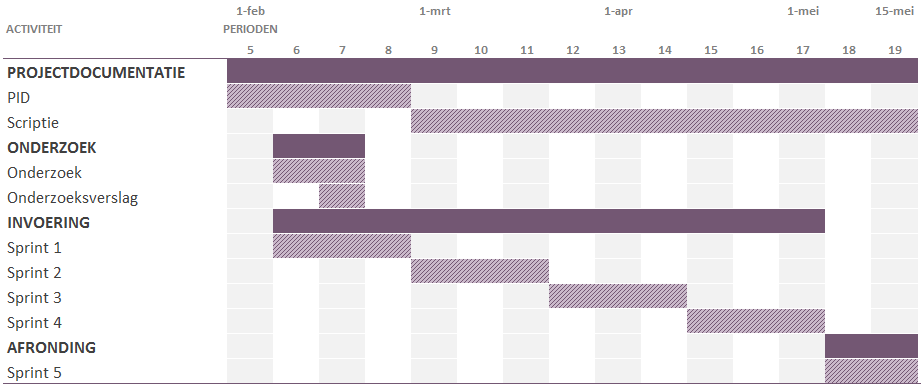 1-feb 1-mrt 1-apr 1-mei 15-mei
ACTIVITEIT PERIODEN
5 6 7 8 9 10 11 12 13 14 15 16 17 18 19
PROJECTDOCUMENTATIE
PID
Scriptie
ONDERZOEK
Onderzoek
Onderzoeksverslag
INVOERING
Sprint 1
Sprint 2
Sprint 3
Sprint 4
AFRONDING
Sprint 5